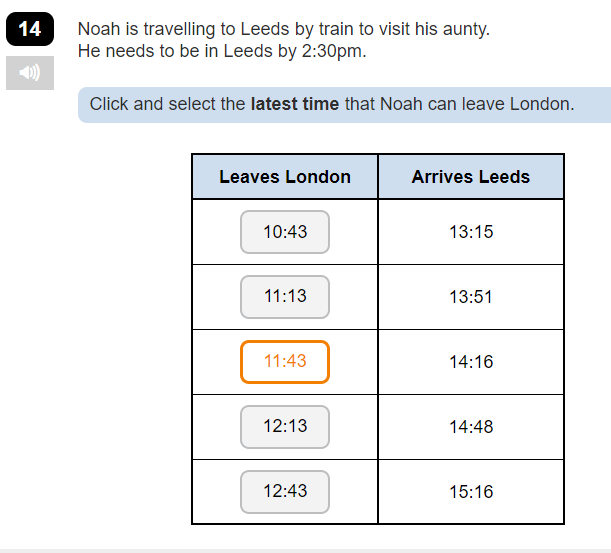 14
Noah is travelling to Leeds by train to visit his aunty.
He needs to be in Leeds by 2:30pm.
Click and select the latest time that Noah can leave London.
Leaves London Arrives Leeds
10:43 13:15
11:13 13:51
11:43 14:16
12:13 14:48
12:43 15:16